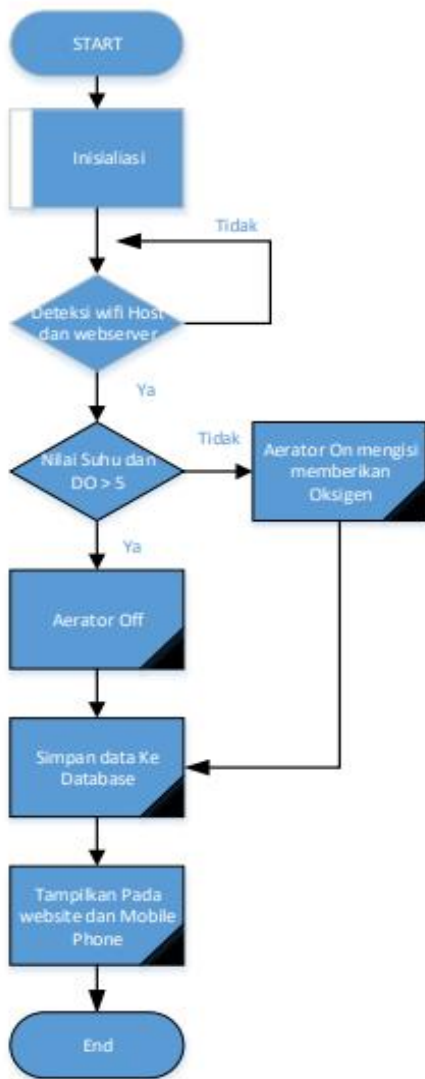 START
Inisialiasi
Tidak
Deteksi wifi Host
dan webserver
Ya
Nilai Suhu dan
DO > 5
Tidak
Aerator On mengisi
memberikan
Oksigen
Ya
Aerator Off
Simpan data Ke
Database
Tampilkan Pada
website dan Mobile
Phone
End